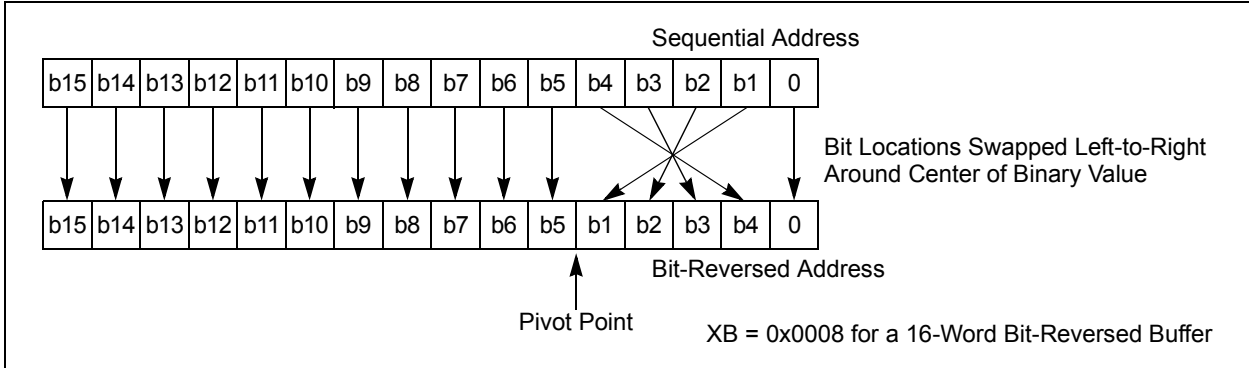 Sequential Address
b15 b14 b13 b12 b11 b10 b9 b8 b7 b6 b5 b4 b3 b2 b1 0
Bit Locations Swapped Left-to-Right
Around Center of Binary Value
b15 b14 b13 b12 b11 b10 b9 b8 b7 b6 b5 b1 b2 b3 b4 0
Bit-Reversed Address
Pivot Point
XB = 0x0008 for a 16-Word Bit-Reversed Buffer